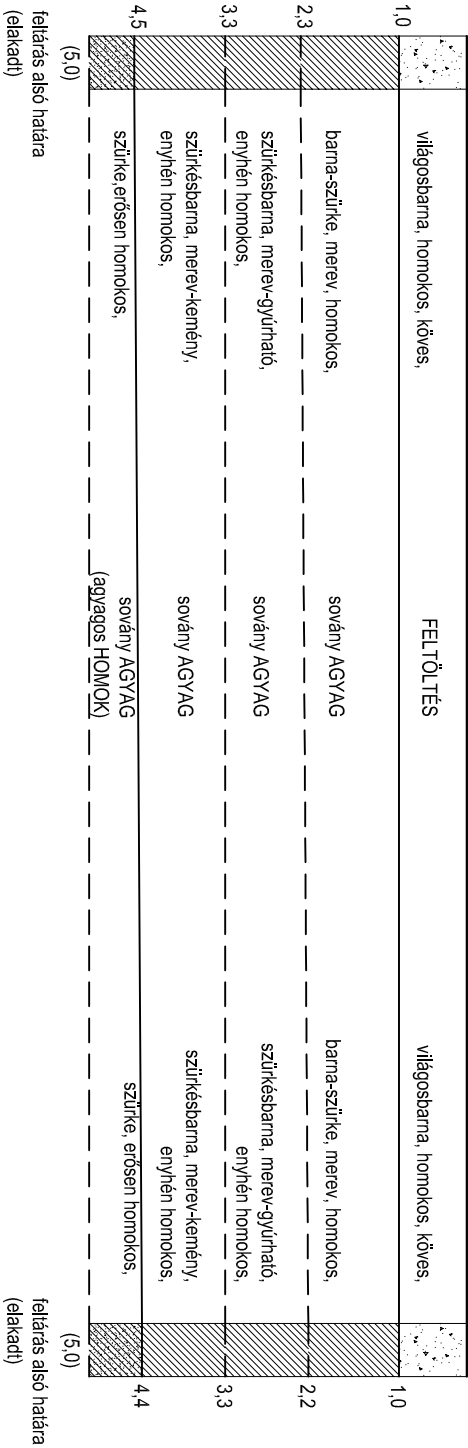 világosbarna, homokos, köves, FELTÖLTÉS világosbarna, homokos, köves,
1,0 1,0
barna-szürke, merev, homokos, sovány AGYAG barna-szürke, merev, homokos,
2,3 2,2
szürkésbarna, merev-gyúrható, sovány AGYAG szürkésbarna, merev-gyúrható,
enyhén homokos, enyhén homokos,
3,3 3,3
szürkésbarna, merev-kemény, sovány AGYAG szürkésbarna, merev-kemény,
enyhén homokos, enyhén homokos,
4,5 4,4
szürke,erősen homokos, sovány AGYAG szürke, erősen homokos,
(agyagos HOMOK)
(5,0) (5,0)
feltárás alsó határa feltárás alsó határa
(elakadt) (elakadt)